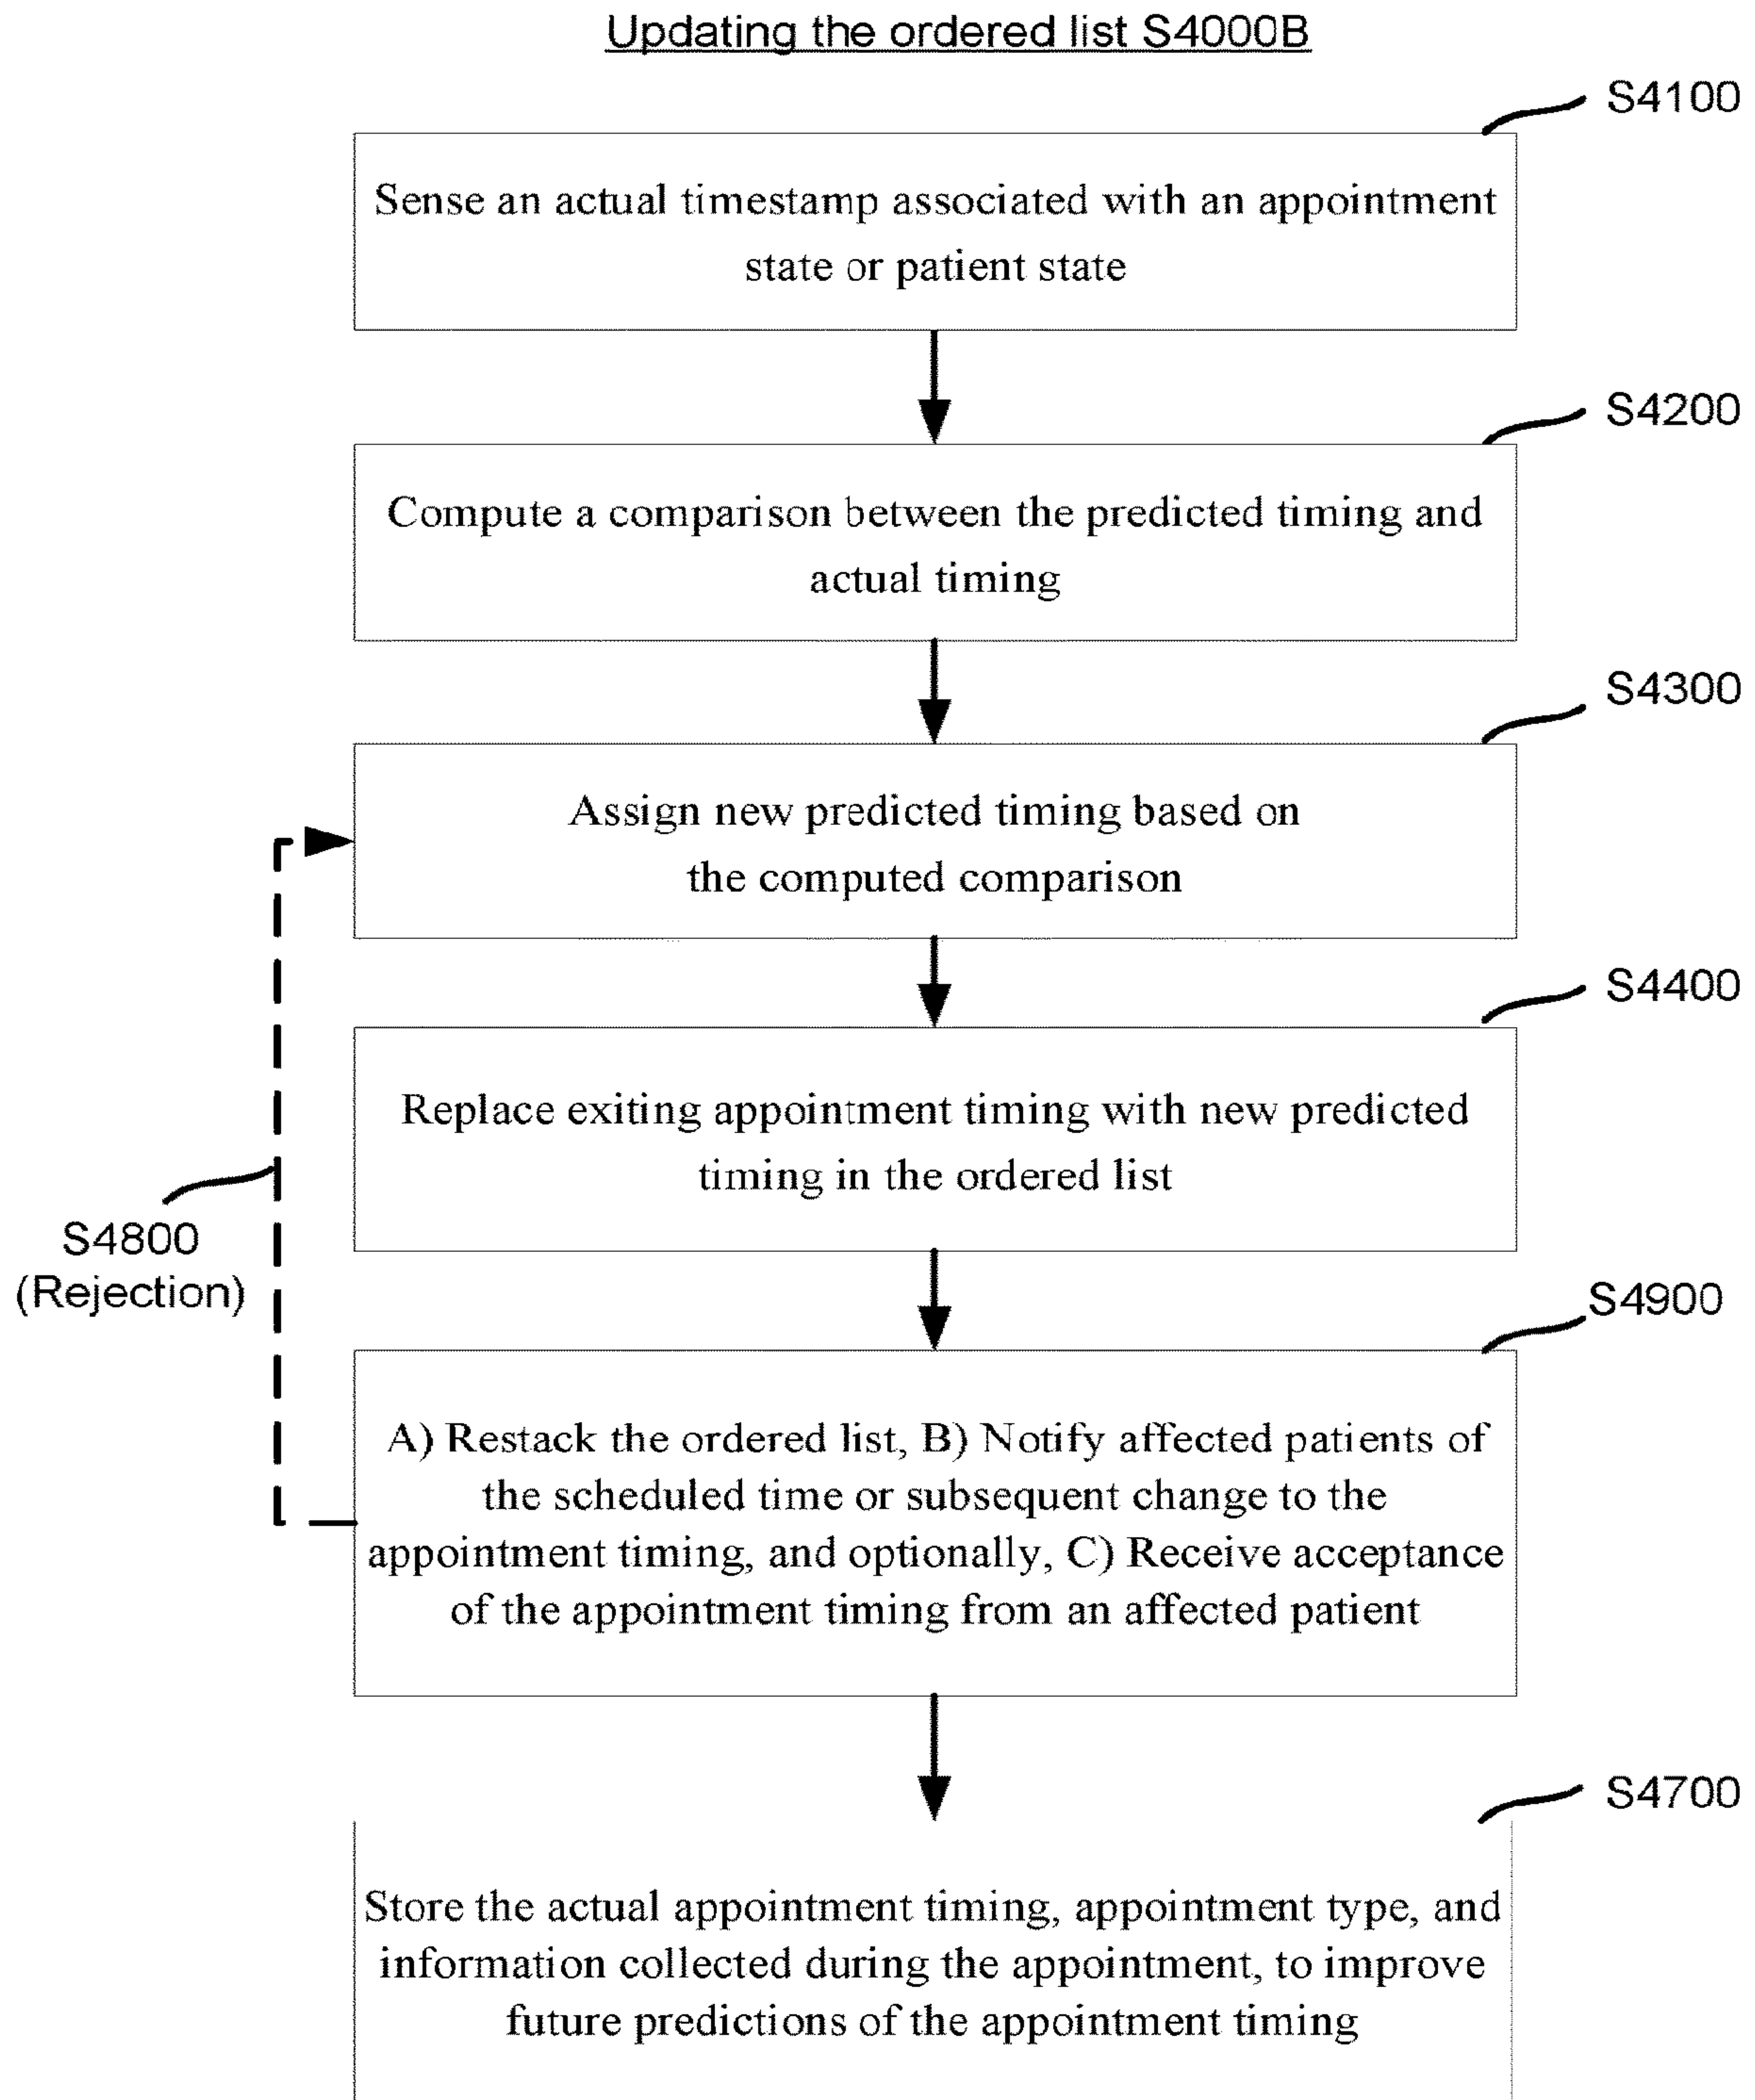 Updating the ordered list S4000B
S4100
Sense an actual timestamp associated with an appointment
state or patient state
S4200
Compute a comparison between the predicted timing and
actual timing
S4300
Assign new predicted timing based on
the computed comparison
S4400
Replace exiting appointment timing with new predicted
timing in the ordered list
S4800
(Rejection)
S4900
A) Restack the ordered list, B) Notify affected patients of
the scheduled time or subsequent change to the
appointment timing, and optionally, C) Receive acceptance
of the appointment timing from an affected patient
S4700
Store the actual appointment timing, appointment type, and
information collected during the appointment, to improve
future predictions of the appointment timing